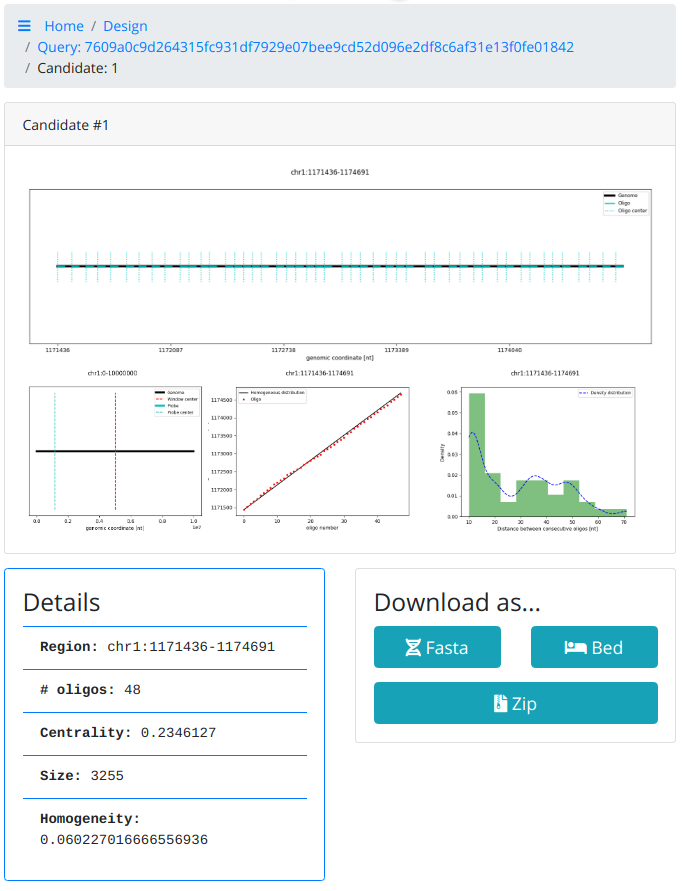 Home / Design
/ Query: 7609a0c9d264315fc931df7929e07bee9cd52d096e2df8c6af31e13f0fe01842
/ Candidate: 1
Candidate #1
chr1:1171436-1174691
Genome
Oligo
Oligo center
1171436 1172087 1172738 1173389 1174040
genomic coordinate [nt]
chr1:0-10000000
Genome
Window center
Probe
Probe center
0.0 0.2 0.4 0.6 0.8 1.0
1e7
genomic coordinate [nt]
chr1:1171436-1174691
Homogeneous distribution
Oligo
1174500
1174000
1173500
1173000
1172500
1172000
1171500
0 10 20 30 40
oligo number
chr1:1171436-1174691
Density distribution
Density
0.06
0.05
0.04
0.03
0.02
0.01
0.00
10 20 30 40 50 60 70
Distance between consecutive oligos [nt]
Details
Region: chr1:1171436-1174691
# oligos: 48
Centrality: 0.2346127
Size: 3255
Homogeneity:
0.060227016666556936
Download as...
Fasta
Bed
Zip